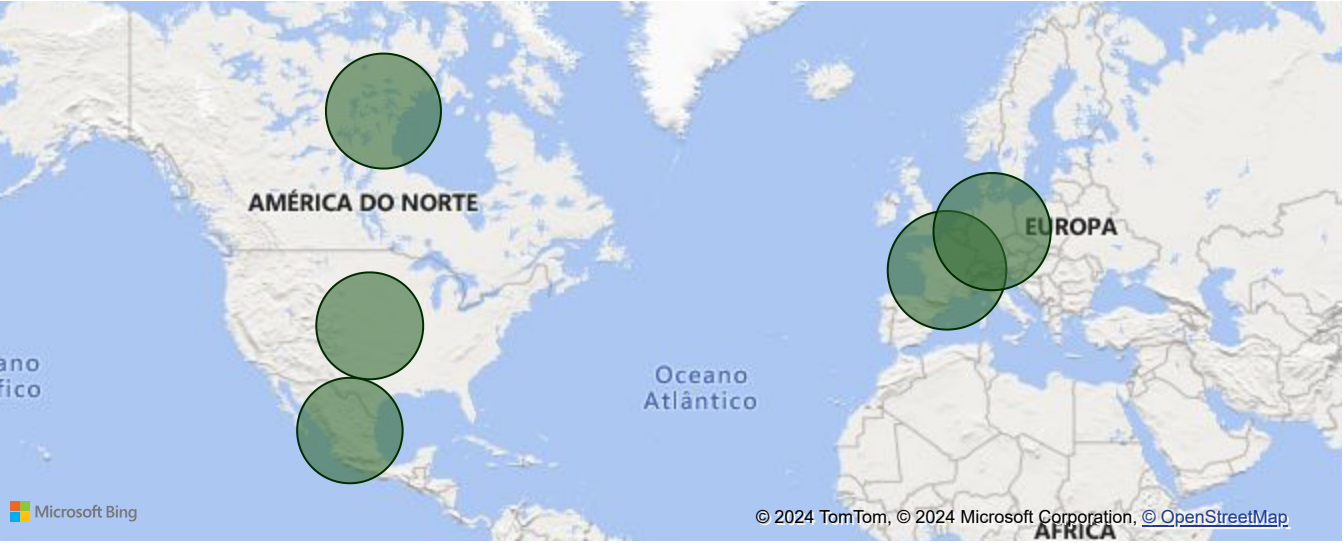 AMÉRICA DO NORTE
EUROPA
ano
fico
Oceano
Atlântico
Microsoft Bing
© 2024 TomTom, © 2024 Microsoft Corporation, © OpenStreetMap
ÁFRICA